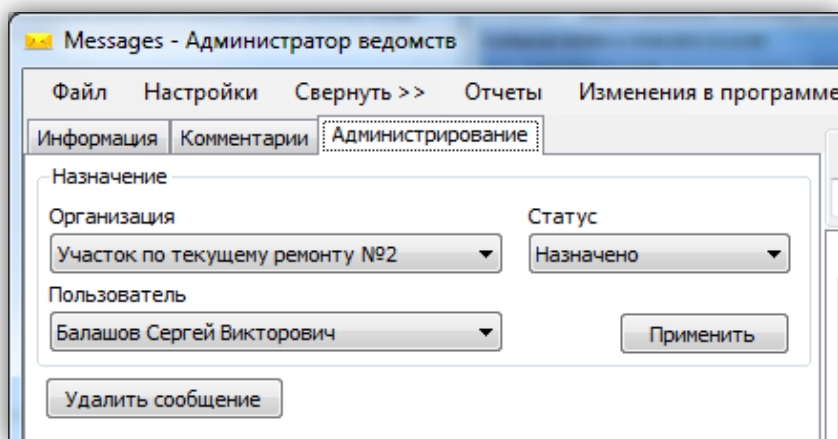 Messages - Администратор ведомств
Файл Настройки Свернуть >> Отчеты Изменения в программе
Информация Комментарии Администрирование
Назначение
Организация Статус
Участок по текущему ремонту №2 Назначено
Пользователь
Балашов Сергей Викторович Применить
Удалить сообщение